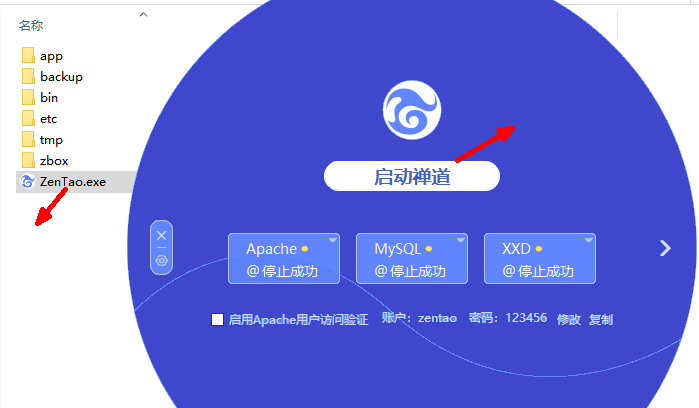 名称
app
backup
bin
etc
tmp
zbox
ZenTao.exe
启动禅道
Apache
@ 停止成功
MySQL
@ 停止成功
XXD
@ 停止成功
启用Apache用户访问验证 账户：zentao 密码：123456 修改 复制